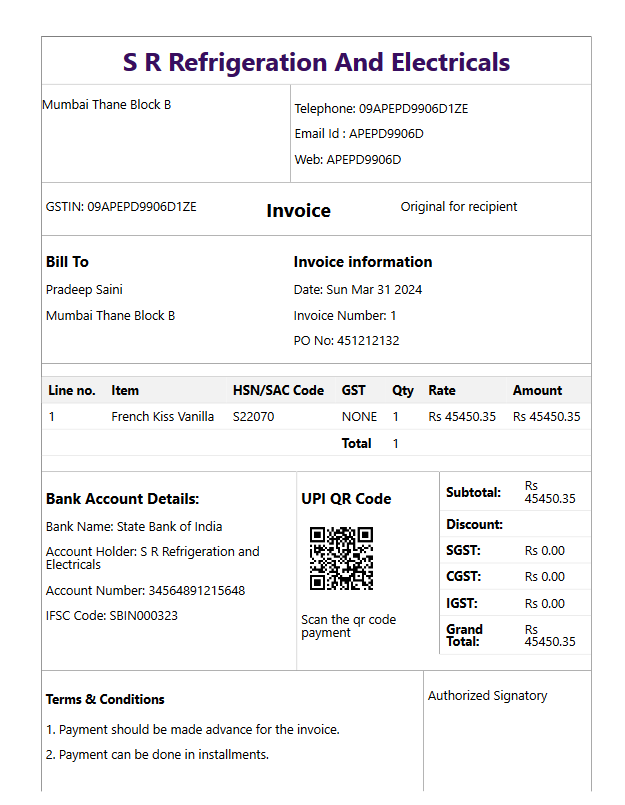 S R Refrigeration And Electricals
Mumbai Thane Block B
Telephone: 09APEPD9906D1ZE
Email Id : APEPD9906D
Web: APEPD9906D
GSTIN: 09APEPD9906D1ZE
Invoice
Original for recipient
Bill To
Pradeep Saini
Mumbai Thane Block B
Invoice information
Date: Sun Mar 31 2024
Invoice Number: 1
PO No: 451212132
Line no. Item HSN/SAC Code GST Qty Rate Amount
1 French Kiss Vanilla S22070 NONE 1 Rs 45450.35 Rs 45450.35
Total 1
Bank Account Details:
Bank Name: State Bank of India
Account Holder: S R Refrigeration and
Electricals
Account Number: 34564891215648
IFSC Code: SBIN000323
UPI QR Code
Scan the qr code
payment
Subtotal: Rs
45450.35
Discount:
SGST: Rs 0.00
CGST: Rs 0.00
IGST: Rs 0.00
Grand Rs
Total: 45450.35
Terms & Conditions
1. Payment should be made advance for the invoice.
2. Payment can be done in installments.
Authorized Signatory